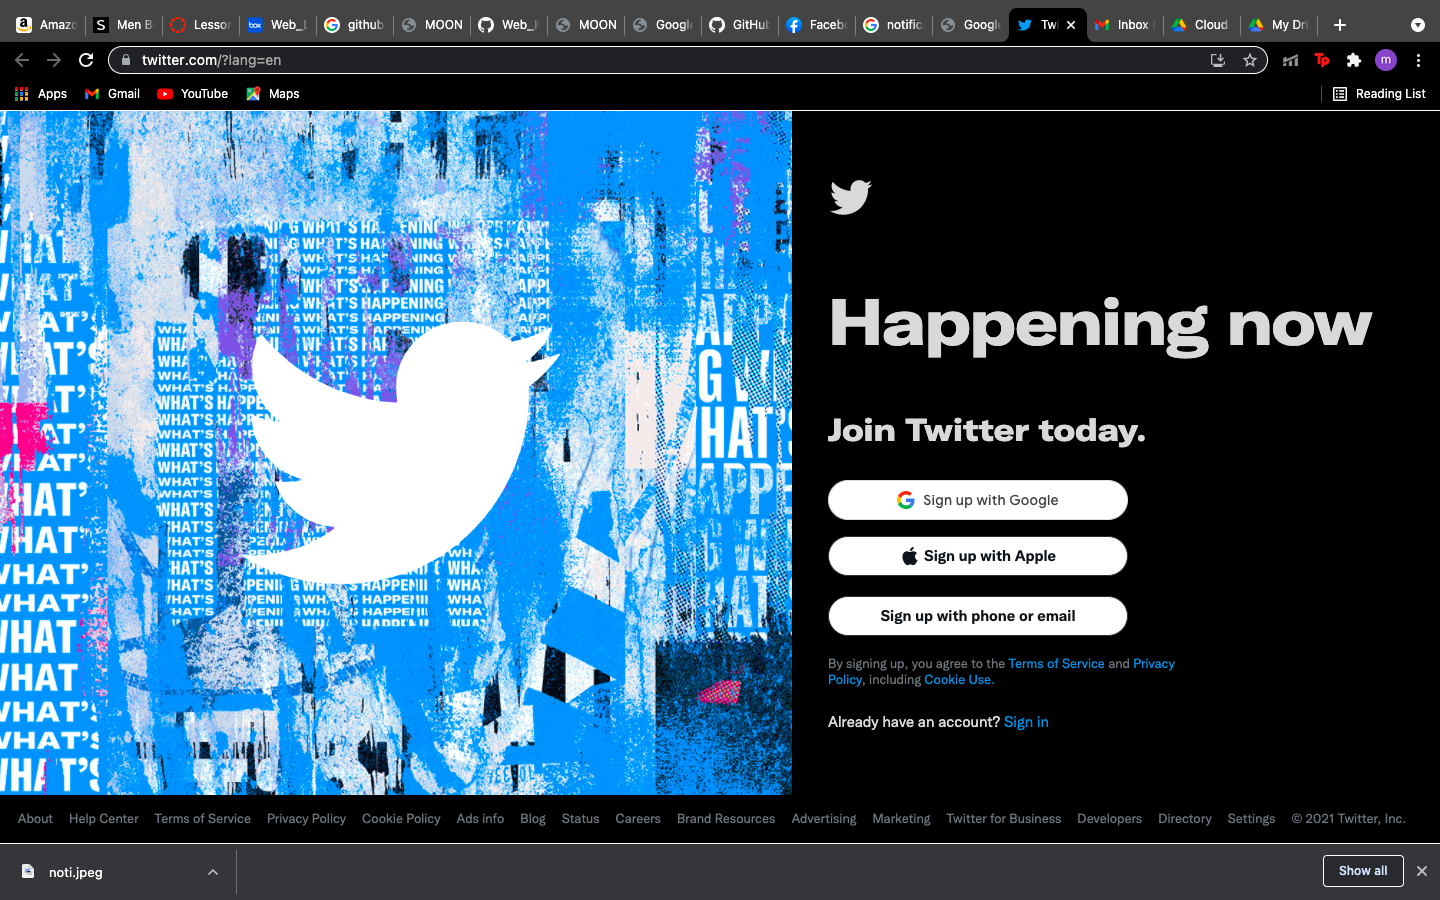 Amazo
Men B
Lesson
Web_I
github
MOON
Web_I
MOON
Google
GitHub
Faceb
notific
Google
Twi
Inbox
Cloud
My Dri
twitter.com/?lang=en
Apps
Gmail
YouTube
Maps
Reading List
WHAT'S HAPPENING
Happening now
Join Twitter today.
Sign up with Google
Sign up with Apple
Sign up with phone or email
By signing up, you agree to the Terms of Service and Privacy
Policy, including Cookie Use.
Already have an account? Sign in
About Help Center Terms of Service Privacy Policy Cookie Policy Ads info Blog Status Careers Brand Resources Advertising Marketing Twitter for Business Developers Directory Settings © 2021 Twitter, Inc.
noti.jpeg
Show all